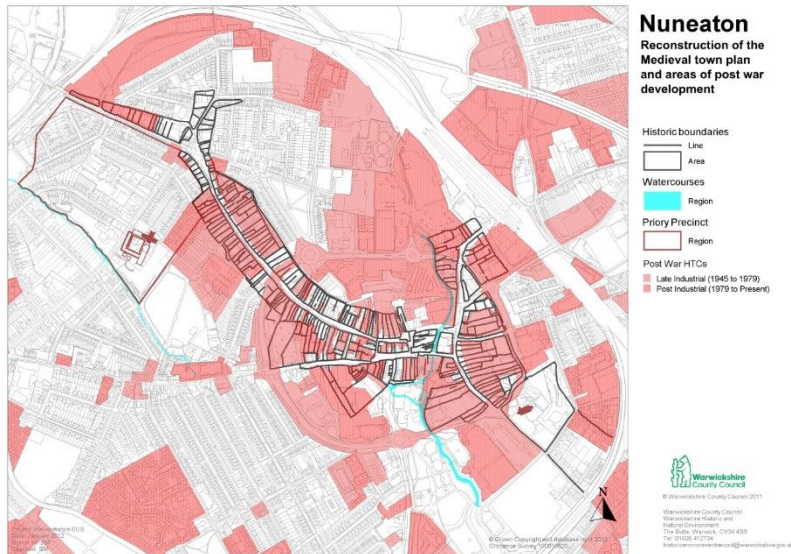 Nuneaton
Reconstruction of the
Medieval town plan
and areas of post war
development
Historic boundaries
Line
Area
Watercourses
Region
Priory Precinct
Region
Post War HTCs
Late Industrial (1945 to 1979)
Post Industrial (1979 to Present)
Warwickshire
County Council
© Warwickshire County Council 2011
Warwickshire County Council
Warwickshire Historic and
Natural Environment
The Butts, Warwick, CV34 4SS
Tel: 01926 412734
N
© Crown Copyright and database right
Ordnance Survey